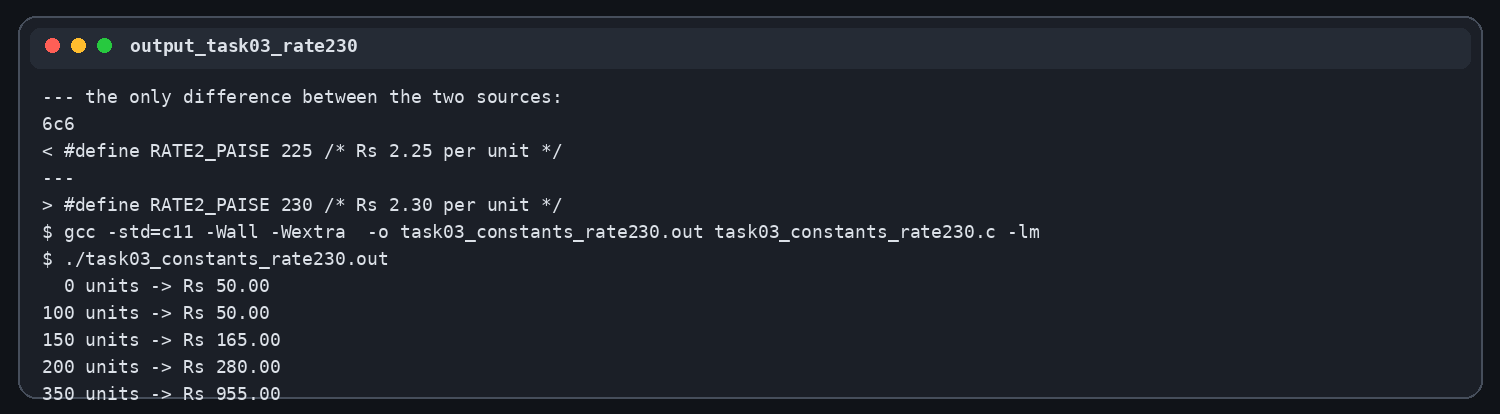 output_task03_rate230
--- the only difference between the two sources:
6c6
< #define RATE2_PAISE 225 /* Rs 2.25 per unit */
---
> #define RATE2_PAISE 230 /* Rs 2.30 per unit */
$ gcc -std=c11 -Wall -Wextra  -o task03_constants_rate230.out task03_constants_rate230.c -lm
$ ./task03_constants_rate230.out
  0 units -> Rs 50.00
100 units -> Rs 50.00
150 units -> Rs 165.00
200 units -> Rs 280.00
350 units -> Rs 955.00